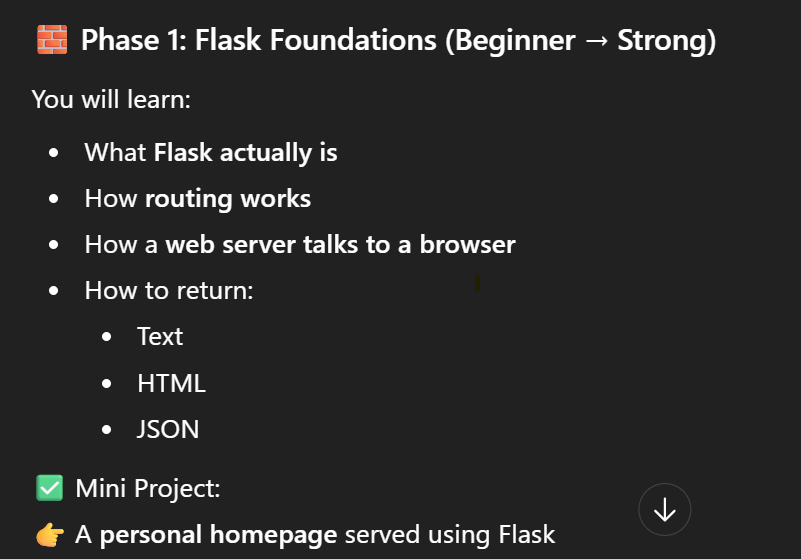 🧱 Phase 1: Flask Foundations (Beginner → Strong)
You will learn:
• What Flask actually is
• How routing works
• How a web server talks to a browser
• How to return:
• Text
• HTML
• JSON
✅ Mini Project:
👉 A personal homepage served using Flask